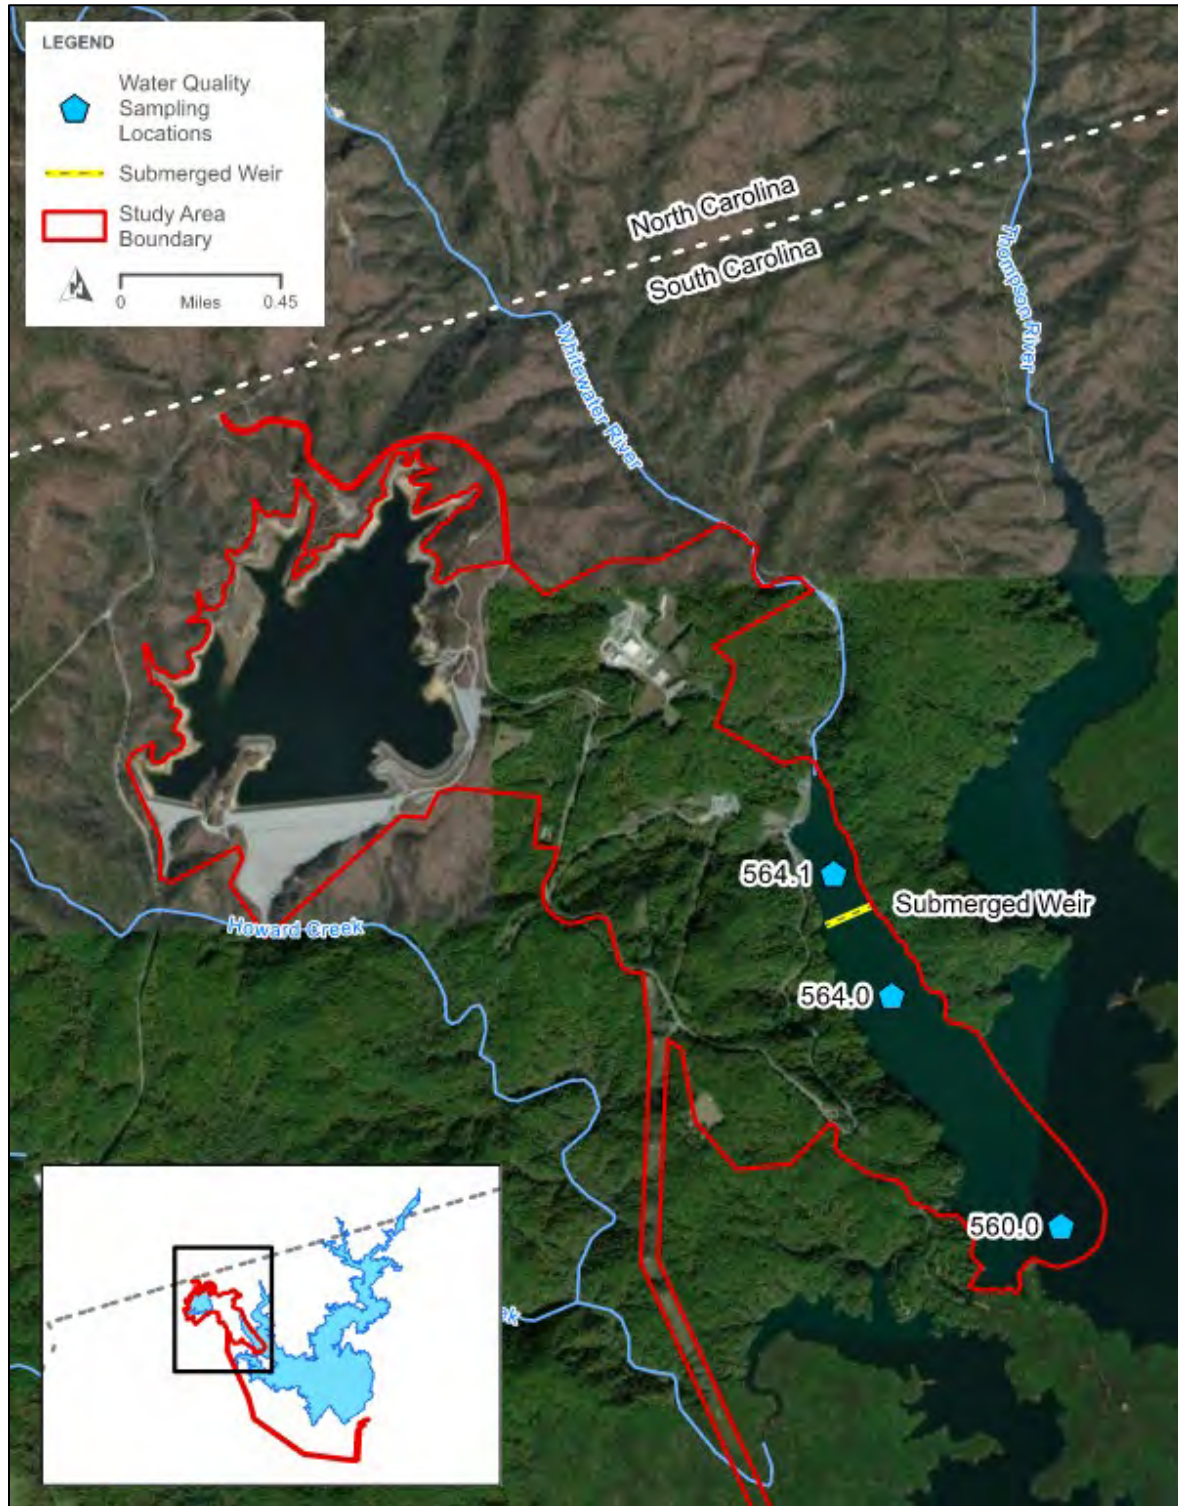 LEGEND
Water Quality
Sampling
Locations
Submerged Weir
Study Area
Boundary
N
0 Miles 0.45
North Carolina
South Carolina
Thompson River
Whitewater River
564.1
Submerged Weir
Howard Creek
564.0
560.0